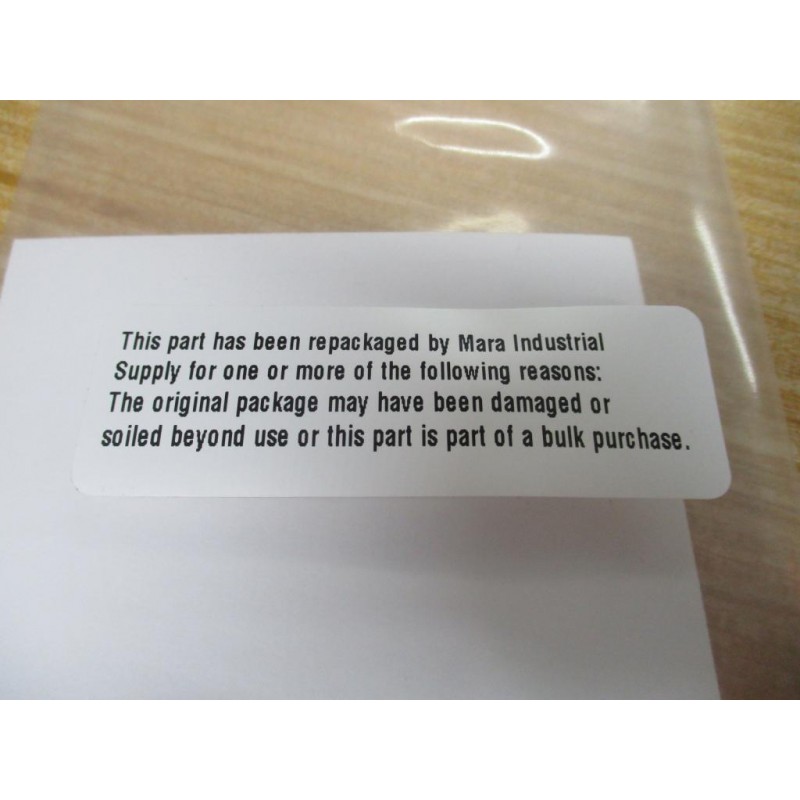 This part has been repackaged by Mara Industrial
Supply for one or more of the following reasons:
The original package may have been damaged or
soiled beyond use or this part is part of a bulk purchase.